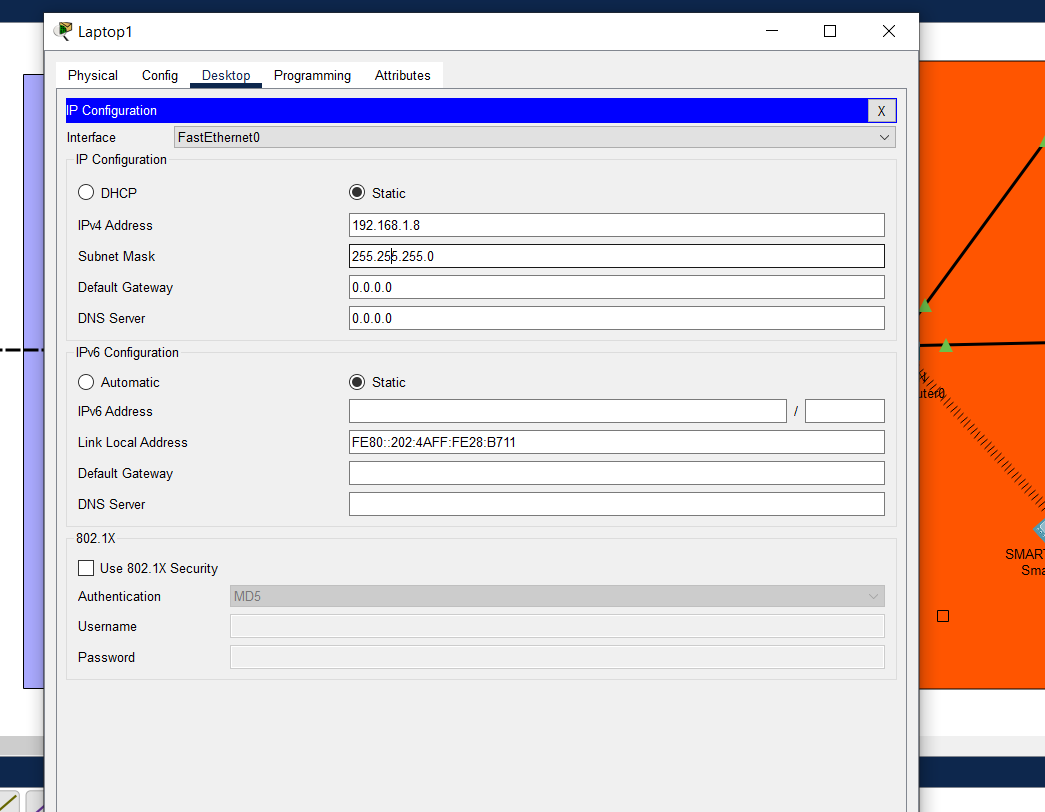 Laptop1
Physical Config Desktop Programming Attributes
IP Configuration X
Interface FastEthernet0
IP Configuration
DHCP Static
IPv4 Address 192.168.1.8
Subnet Mask 255.255.255.0
Default Gateway 0.0.0.0
DNS Server 0.0.0.0
IPv6 Configuration
Automatic Static
IPv6 Address /
Link Local Address FE80::202:4AFF:FE28:B711
Default Gateway
DNS Server
802.1X
Use 802.1X Security
Authentication MD5
Username
Password
uter0
SMAR
Sma